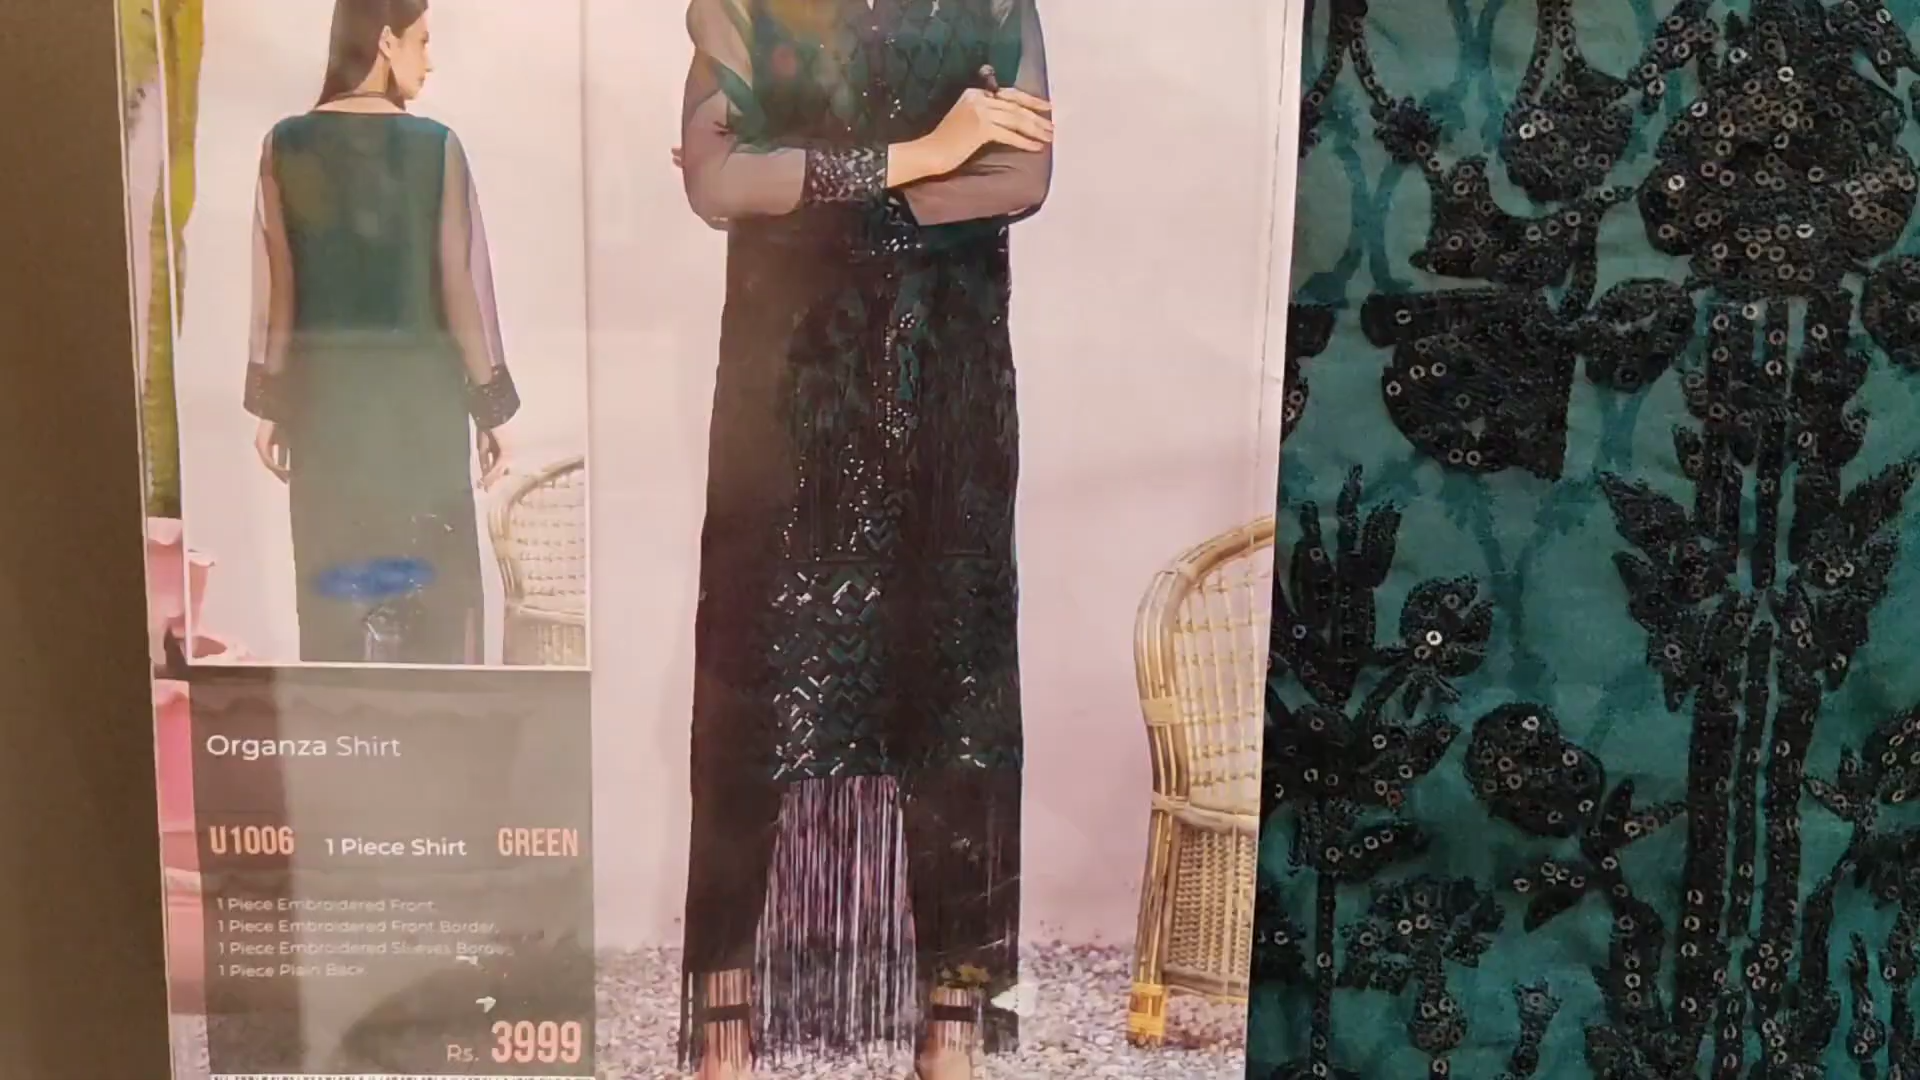 Organza Shirt
U1006 1 Piece Shirt GREEN
1 Piece Embroidered Front,
1 Piece Embroidered Front Border,
1 Piece Embroidered Sleeves Border,
1 Piece Plain Back
Rs. 3999